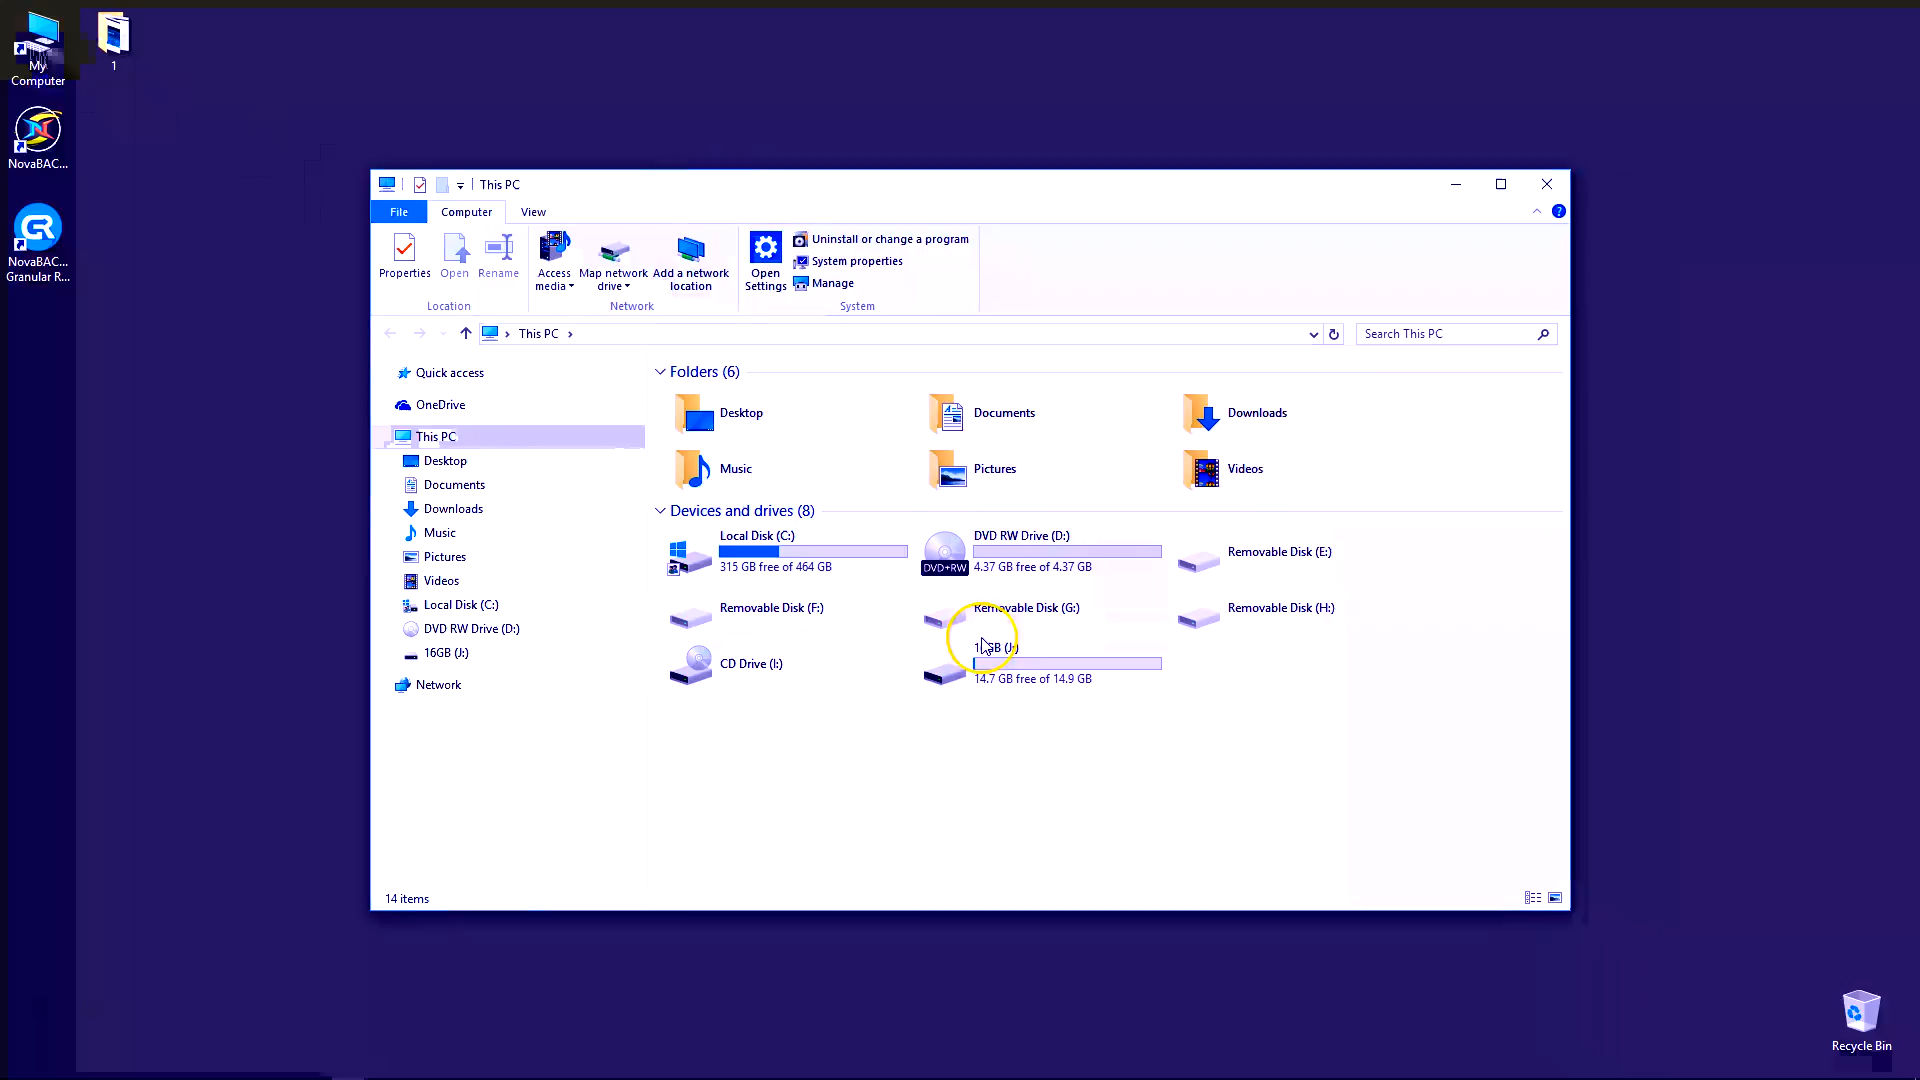 My
Computer
1
NovaBAC...
NovaBAC...
Granular R...
This PC
File
Computer
View
Properties
Open
Rename
Access
media
Map network
drive
Add a network
location
Open
Settings
Uninstall or change a program
System properties
Manage
Location
Network
System
This PC
Search This PC
Quick access
OneDrive
This PC
Desktop
Documents
Downloads
Music
Pictures
Videos
Local Disk (C:)
DVD RW Drive (D:)
16GB (J:)
Network
Folders (6)
Desktop
Documents
Downloads
Music
Pictures
Videos
Devices and drives (8)
Local Disk (C:)
315 GB free of 464 GB
DVD RW Drive (D:)
DVD+RW
4.37 GB free of 4.37 GB
Removable Disk (E:)
Removable Disk (F:)
Removable Disk (G:)
Removable Disk (H:)
CD Drive (I:)
16GB (J:)
14.7 GB free of 14.9 GB
14 items
Recycle Bin